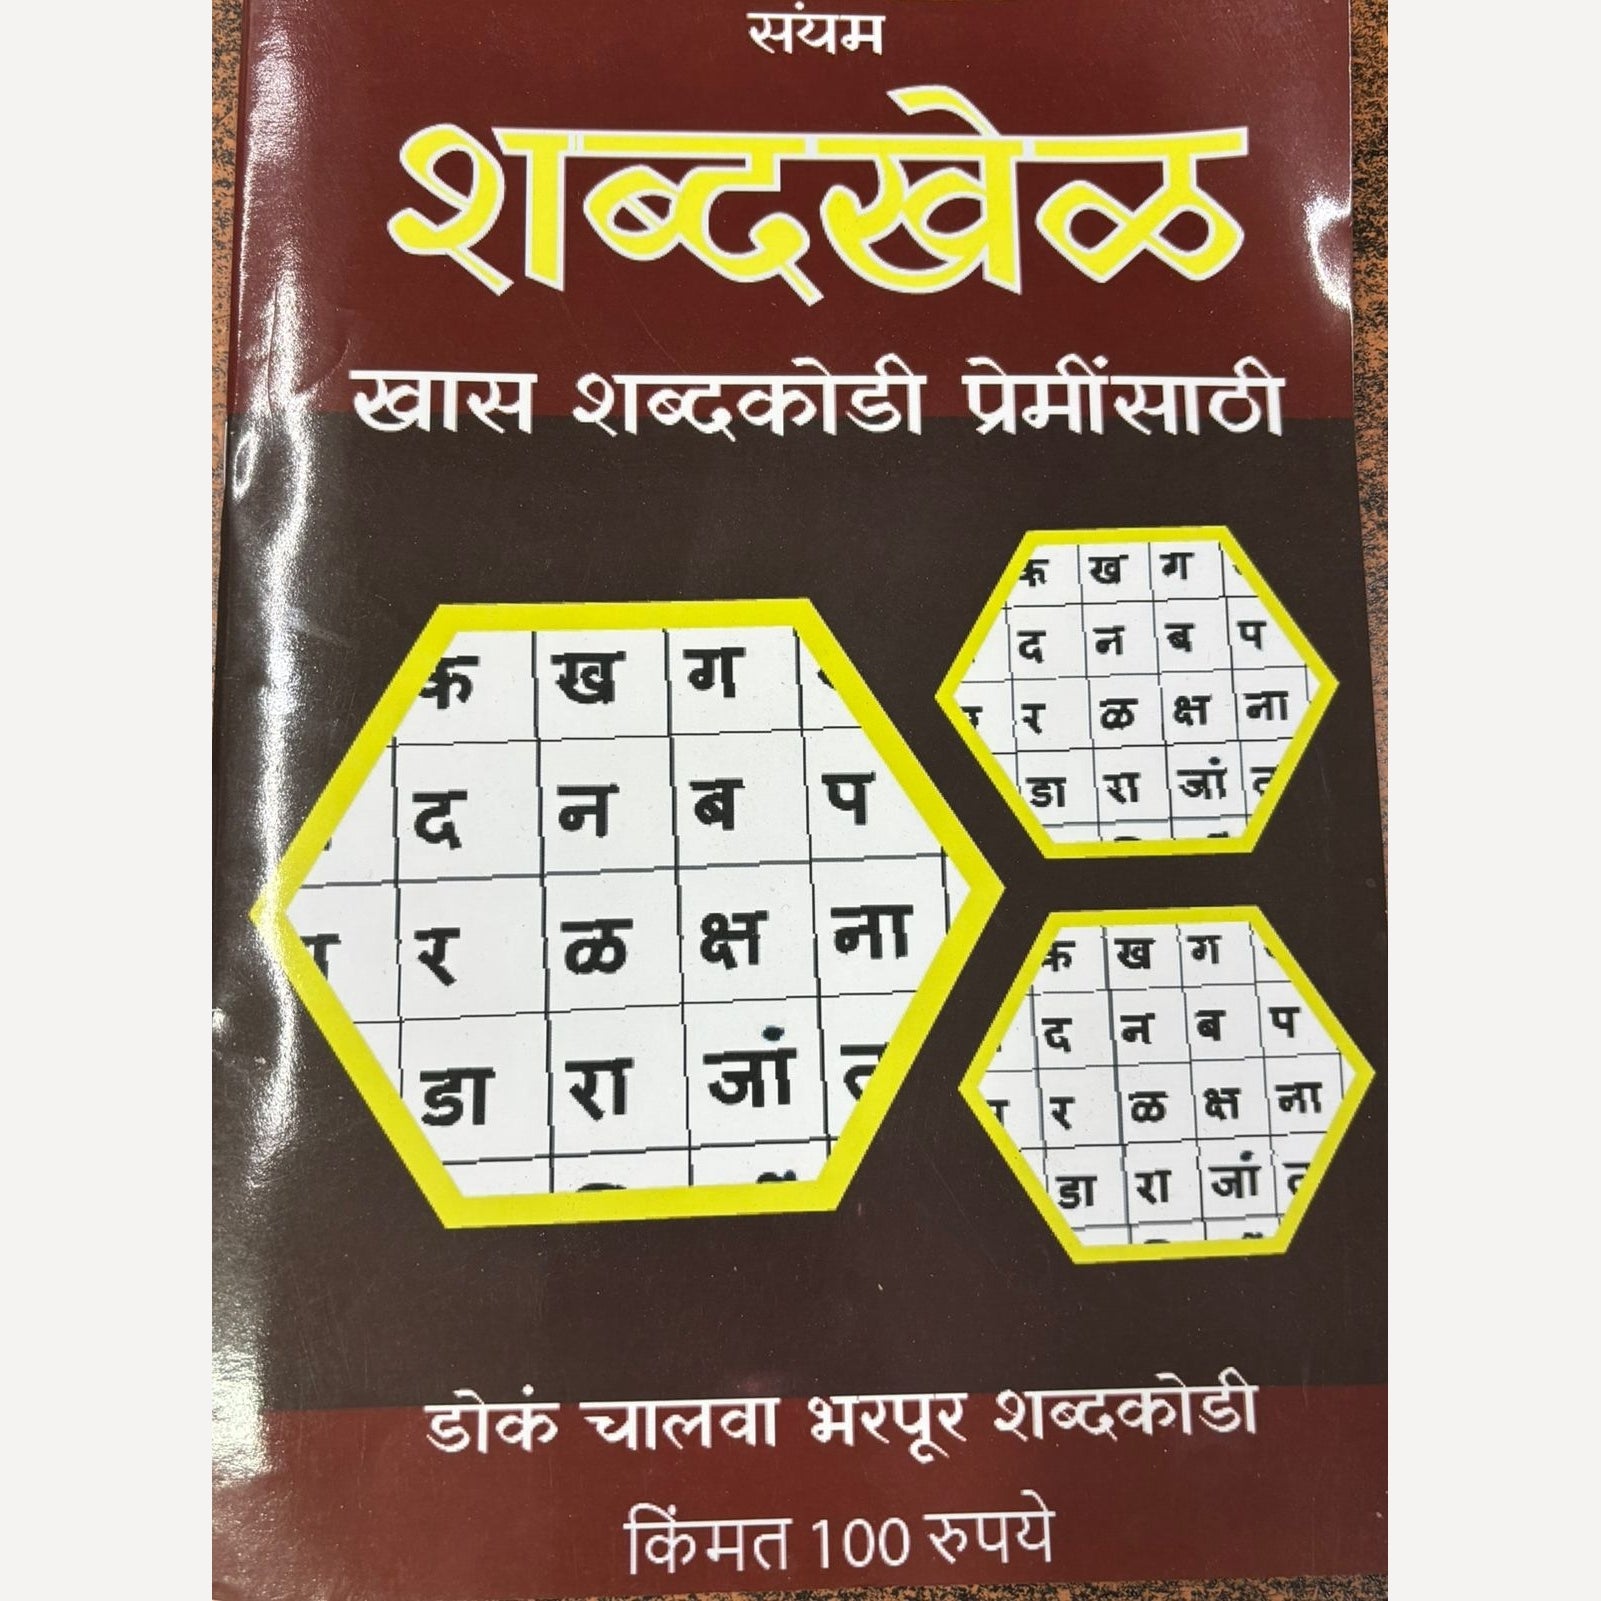 संयम
शब्दखेळ
खास शब्दकोडी प्रेमींसाठी
क ख ग
द न ब प
र ळ क्ष ना
डा रा जां
क ख ग
द न ब प
र ळ क्ष ना
डा रा जां
क ख ग
द न ब प
र ळ क्ष ना
डा रा जां
डोकं चालवा भरपूर शब्दकोडी
किंमत 100 रुपये